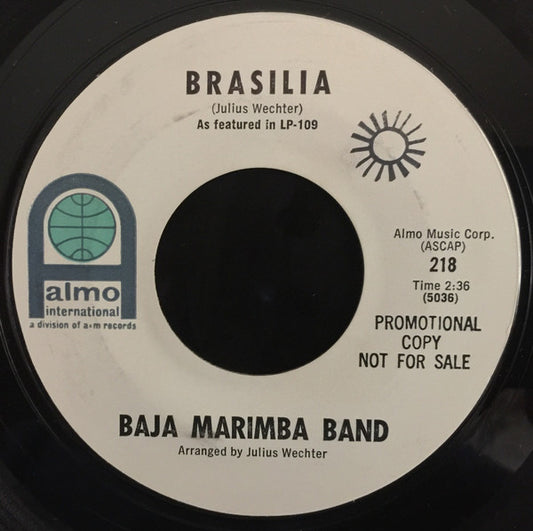 BRASILIA
(Julius Wechter)
As featured in LP-109
Almo Music Corp.
(ASCAP)
218
Time 2:36
(5036)
PROMOTIONAL
COPY
NOT FOR SALE
almo
international
a division of a&m records
BAJA MARIMBA BAND
Arranged by Julius Wechter